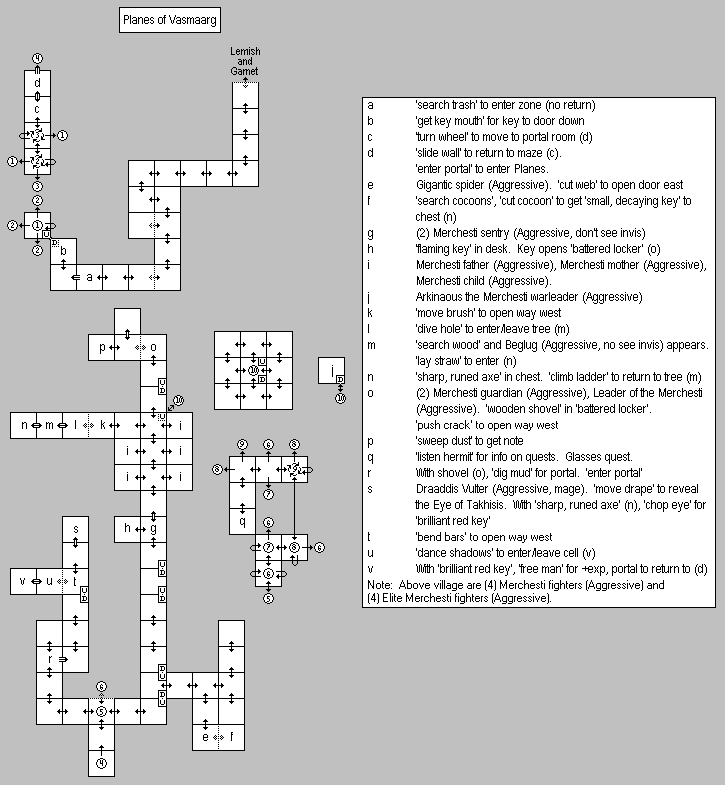 Planes of Vasmaarg
Lemish
and
Garnet
4
d
c
3
1
1
2
3
2
2
1
U
D
2
b
a
a 'search trash' to enter zone (no return)
b 'get key mouth' for key to door down
c 'turn wheel' to move to portal room (d)
d 'slide wall' to return to maze (c).
'enter portal' to enter Planes.
e Gigantic spider (Aggressive). 'cut web' to open door east
f 'search cocoons', 'cut cocoon' to get 'small, decaying key' to
chest (n)
g (2) Merchesti sentry (Aggressive, don't see invis)
h 'flaming key' in desk. Key opens 'battered locker' (o)
i Merchesti father (Aggressive), Merchesti mother (Aggressive),
Merchesti child (Aggressive).
j Arkinaous the Merchesti warleader (Aggressive)
k 'move brush' to open way west
l 'dive hole' to enter/leave tree (m)
m 'search wood' and Beglug (Aggressive, no see invis) appears.
'lay straw' to enter (n)
n 'sharp, runed axe' in chest. 'climb ladder' to return to tree (m)
o (2) Merchesti guardian (Aggressive), Leader of the Merchesti
(Aggressive). 'wooden shovel' in 'battered locker'.
'push crack' to open way west
p 'sweep dust' to get note
q 'listen hermit' for info on quests. Glasses quest.
r With shovel (o), 'dig mud' for portal. 'enter portal'
s Draaddis Vulter (Aggressive, mage). 'move drape' to reveal
the Eye of Takhisis. With 'sharp, runed axe' (n), 'chop eye' for
'brilliant red key'
t 'bend bars' to open way west
u 'dance shadows' to enter/leave cell (v)
v With 'brilliant red key', 'free man' for +exp, portal to return to (d)
Note: Above village are (4) Merchesti fighters (Aggressive) and
(4) Elite Merchesti fighters (Aggressive).
p o
U
D
U
10
n m l k i
i i
i i
U
10
D
j
D
10
9 6 8
8 3
7
q 6
7 8 6
6
5
h g
U
D
U
D
s
v u t
U
D
r
D
U
D
U
6
5
4
e f